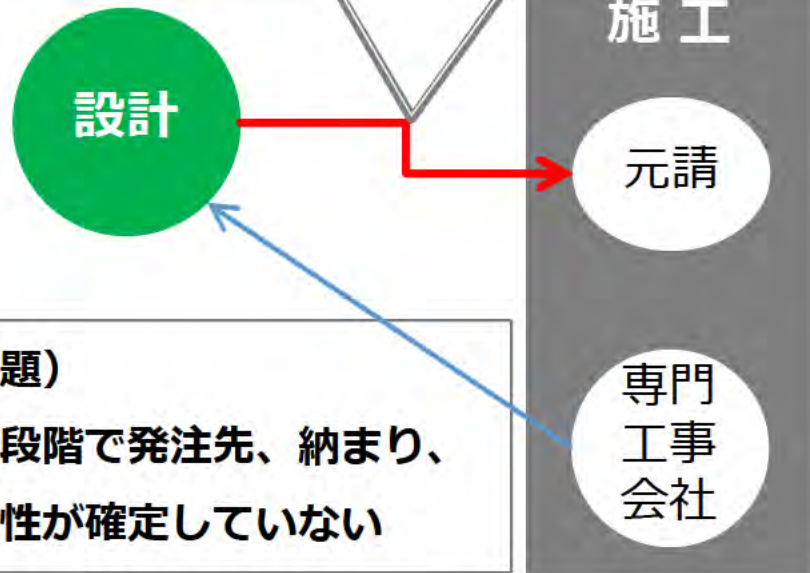 施 工
設計
元請
専門
工事
会社
題）
段階で発注先、納まり、
性が確定していない